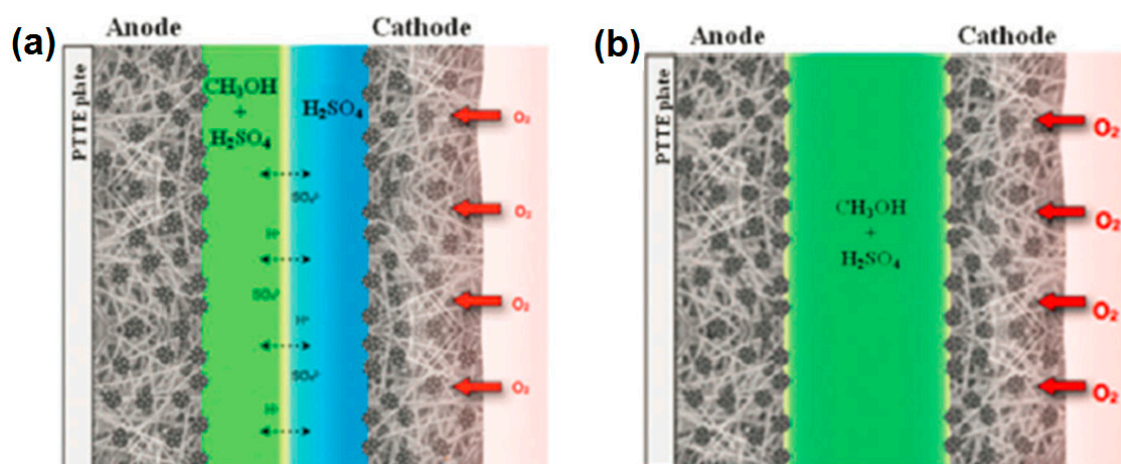 (a)
Anode
Cathode
PTTE plate
CH₃OH
+
H₂SO₄
H₂SO₄
O₂
O₂
O₂
O₂
H⁺
H⁺
H⁺
(b)
Anode
Cathode
PTTE plate
CH₃OH
+
H₂SO₄
O₂
O₂
O₂
O₂